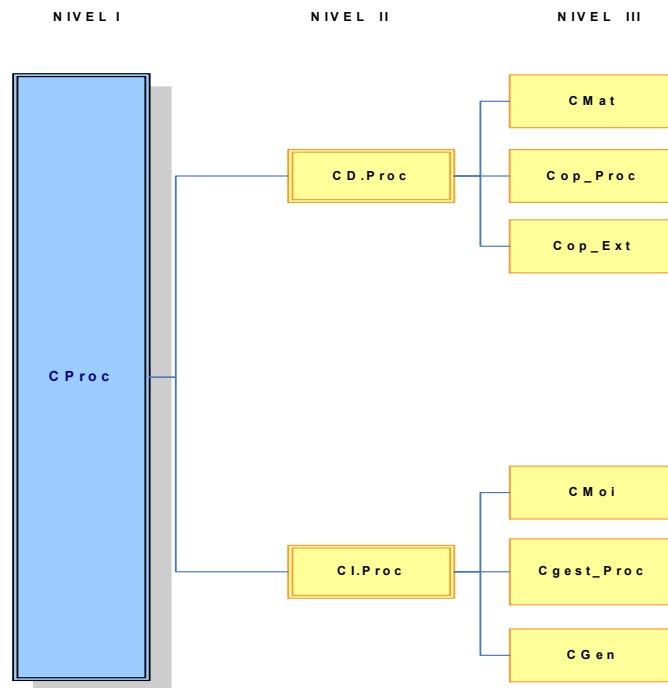 NIVEL I NIVEL II NIVEL III
CMat
CD.Proc Cop_Proc
Cop_Ext
CProc
CMoi
CI.Proc Cgest_Proc
CGen